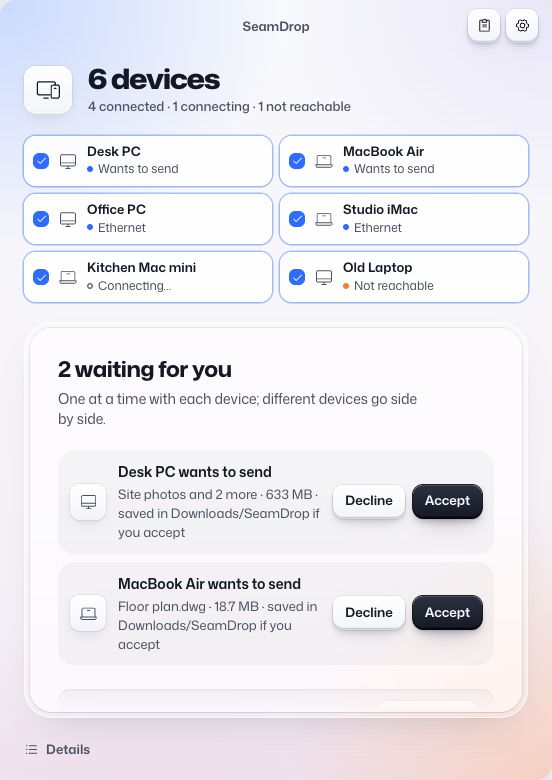 SeamDrop
6 devices
4 connected · 1 connecting · 1 not reachable
Desk PC
Wants to send
MacBook Air
Wants to send
Office PC
Ethernet
Studio iMac
Ethernet
Kitchen Mac mini
Connecting...
Old Laptop
Not reachable
2 waiting for you
One at a time with each device; different devices go side
by side.
Desk PC wants to send
Site photos and 2 more · 633 MB ·
saved in Downloads/SeamDrop if
you accept
Decline
Accept
MacBook Air wants to send
Floor plan.dwg · 18.7 MB · saved in
Downloads/SeamDrop if you
accept
Decline
Accept
Details